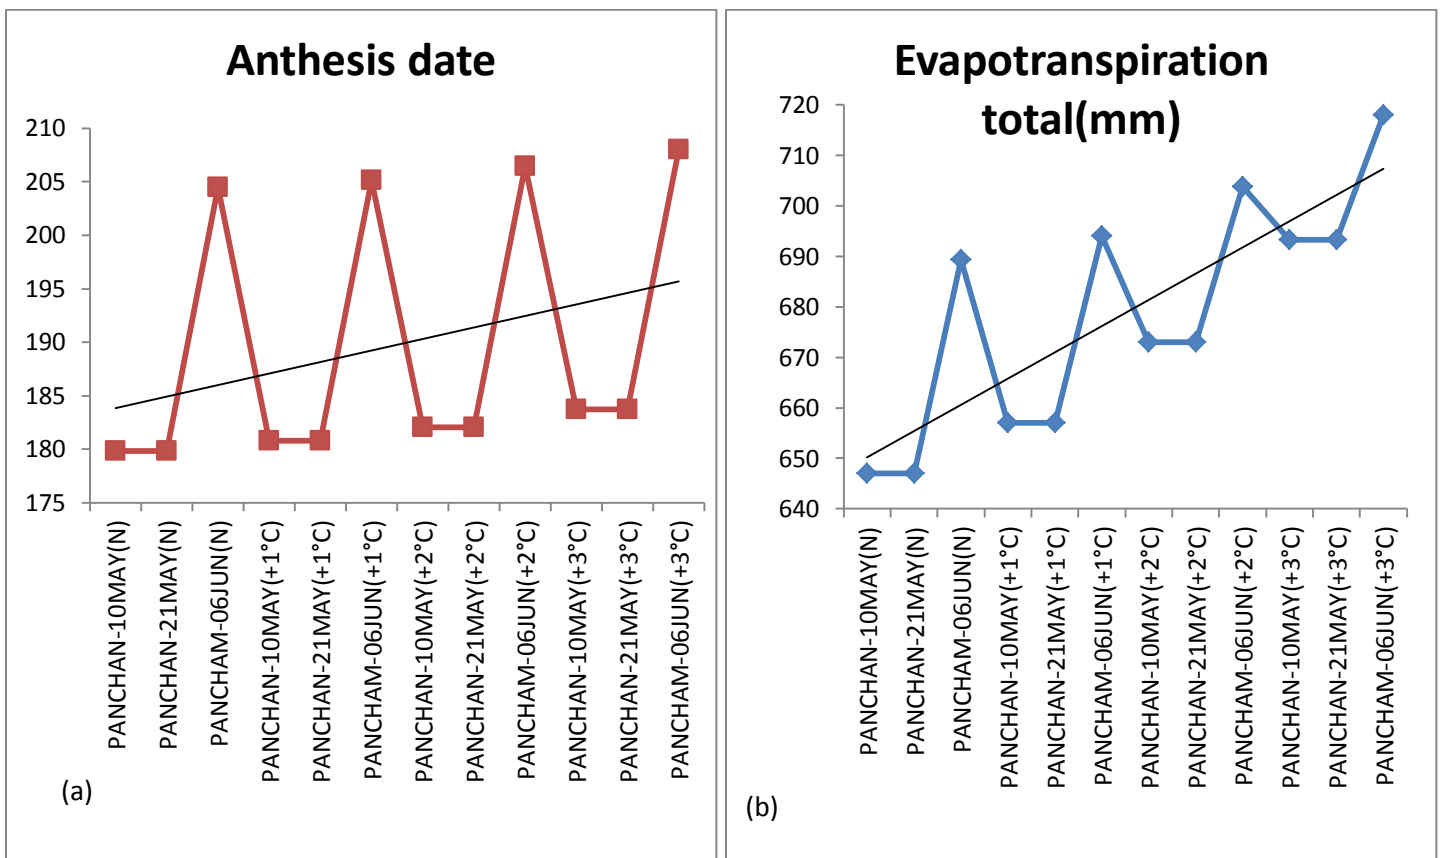 Anthesis date
210
205
200
195
190
185
180
175
PANCHAN-10MAY(N)
PANCHAN-21MAY(N)
PANCHAM-06JUN(N)
PANCHAN-10MAY(+1°C)
PANCHAN-21MAY(+1°C)
PANCHAM-06JUN(+1°C)
PANCHAN-10MAY(+2°C)
PANCHAN-21MAY(+2°C)
PANCHAM-06JUN(+2°C)
PANCHAN-10MAY(+3°C)
PANCHAN-21MAY(+3°C)
PANCHAM-06JUN(+3°C)
(a)
Evapotranspiration
total(mm)
720
710
700
690
680
670
660
650
640
PANCHAN-10MAY(N)
PANCHAN-21MAY(N)
PANCHAM-06JUN(N)
PANCHAN-10MAY(+1°C)
PANCHAN-21MAY(+1°C)
PANCHAM-06JUN(+1°C)
PANCHAN-10MAY(+2°C)
PANCHAN-21MAY(+2°C)
PANCHAM-06JUN(+2°C)
PANCHAN-10MAY(+3°C)
PANCHAN-21MAY(+3°C)
PANCHAM-06JUN(+3°C)
(b)